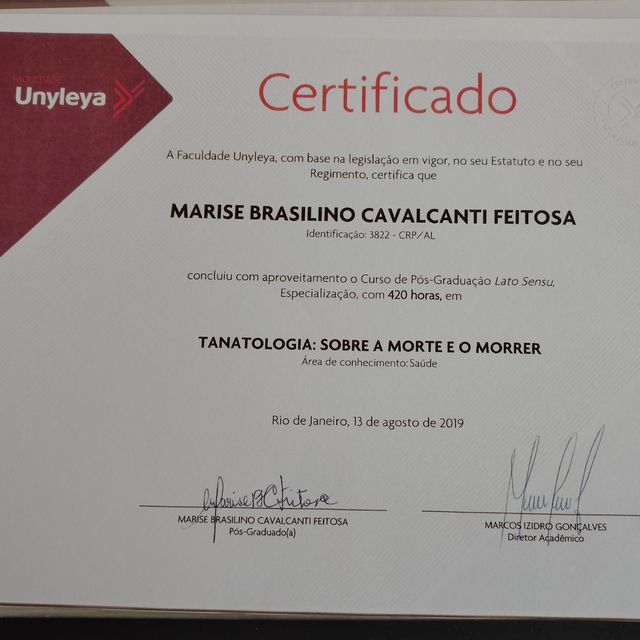 FACULDADE
Unyleya
Certificado
A Faculdade Unyleya, com base na legislação em vigor, no seu Estatuto e no seu
Regimento, certifica que
MARISE BRASILINO CAVALCANTI FEITOSA
Identificação: 3822 - CRP/AL
concluiu com aproveitamento o Curso de Pós-Graduação Lato Sensu,
Especialização, com 420 horas, em
TANATOLOGIA: SOBRE A MORTE E O MORRER
Área de conhecimento: Saúde
Rio de Janeiro, 13 de agosto de 2019
MARISE BRASILINO CAVALCANTI FEITOSA
Pós-Graduado(a)
MARCOS IZIDRO GONÇALVES
Diretor Acadêmico